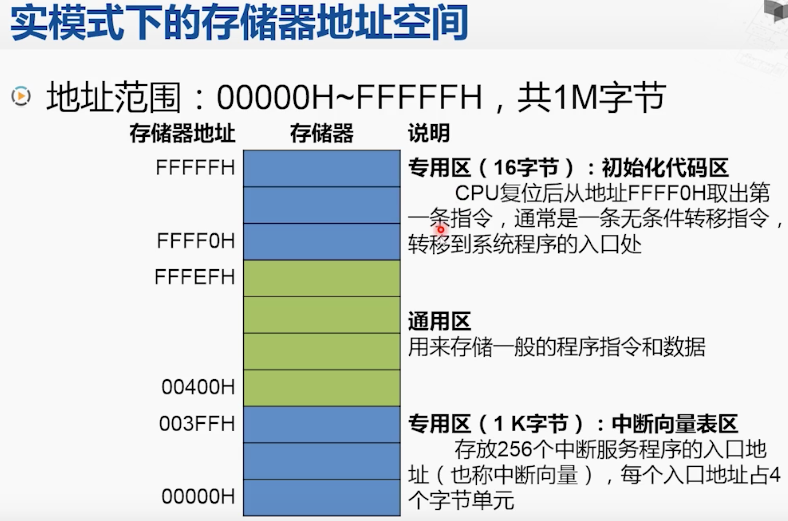 实模式下的存储器地址空间
地址范围：00000H~FFFFFH，共1M字节
存储器地址 存储器 说明
FFFFFH 专用区（16字节）：初始化代码区
CPU复位后从地址FFFF0H取出第
一条指令，通常是一条无条件转移指令，
FFFF0H 转移到系统程序的入口处
FFFEFH
通用区
用来存储一般的程序指令和数据
00400H
003FFH 专用区（1 K字节）：中断向量表区
存放256个中断服务程序的入口地
址（也称中断向量），每个入口地址占4
00000H 个字节单元